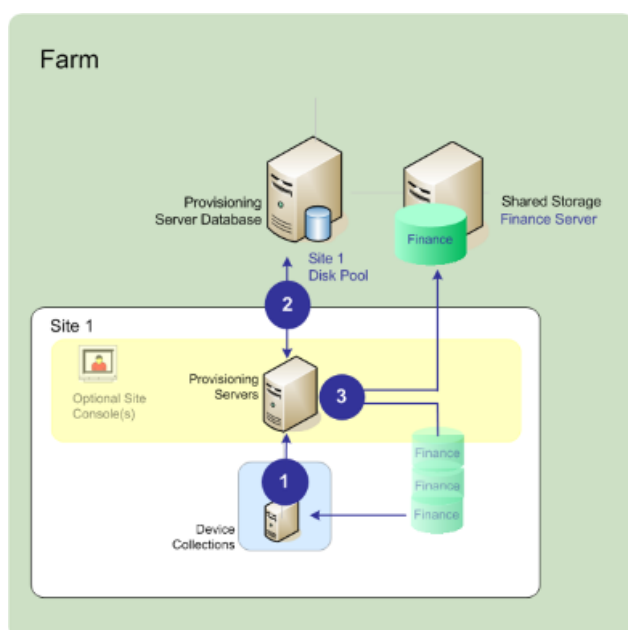 Farm
Provisioning
Server Database
Site 1
Disk Pool
Finance
Shared Storage
Finance Server
2
Site 1
Optional Site
Console(s)
Provisioning
Servers
3
Finance
Finance
Finance
1
Device
Collections